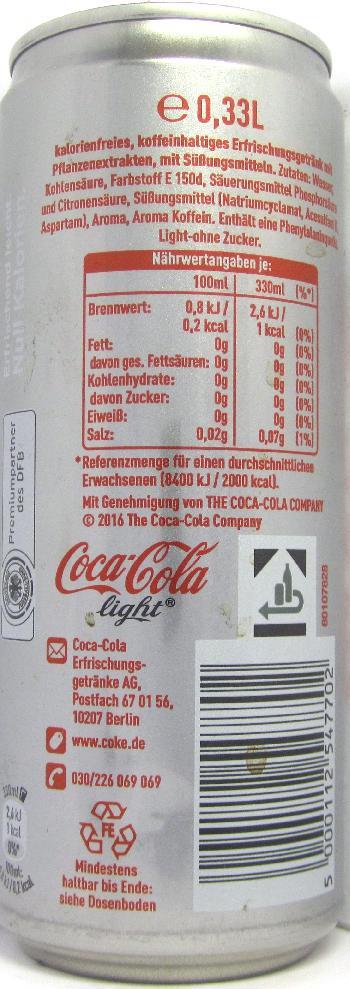 e 0,33L
kalorienfreies, koffeinhaltiges Erfrischungsgetränk mit
Pflanzenextrakten, mit Süßungsmitteln. Zutaten: Wasser,
Kohlensäure, Farbstoff E 150d, Säuerungsmittel Phosphorsäure
und Citronensäure, Süßungsmittel (Natriumcyclamat, Acesulfam
Aspartam), Aroma, Aroma Koffein. Enthält eine Phenylalaninquelle.
Light-ohne Zucker.
Nährwertangaben je:
100ml 330ml (%*)
Brennwert: 0,8 kJ / 2,6 kJ /
0,2 kcal 1 kcal (0%)
Fett: 0g 0g (0%)
davon ges. Fettsäuren: 0g 0g (0%)
Kohlenhydrate: 0g 0g (0%)
davon Zucker: 0g 0g (0%)
Eiweiß: 0g 0g (0%)
Salz: 0,02g 0,07g (1%)
*Referenzmenge für einen durchschnittlichen
Erwachsenen (8400 kJ / 2000 kcal).
Mit Genehmigung von THE COCA-COLA COMPANY
© 2016 The Coca-Cola Company
Coca-Cola
light®
Coca-Cola
Erfrischungs-
getränke AG,
Postfach 67 01 56,
10207 Berlin
www.coke.de
030/226 069 069
FE
Mindestens
haltbar bis Ende:
siehe Dosenboden
80107828
5 000112 547702
Premiumpartner
des DFB
Null Kalorien.
330ml
2,6 kJ
1 kcal
0%*